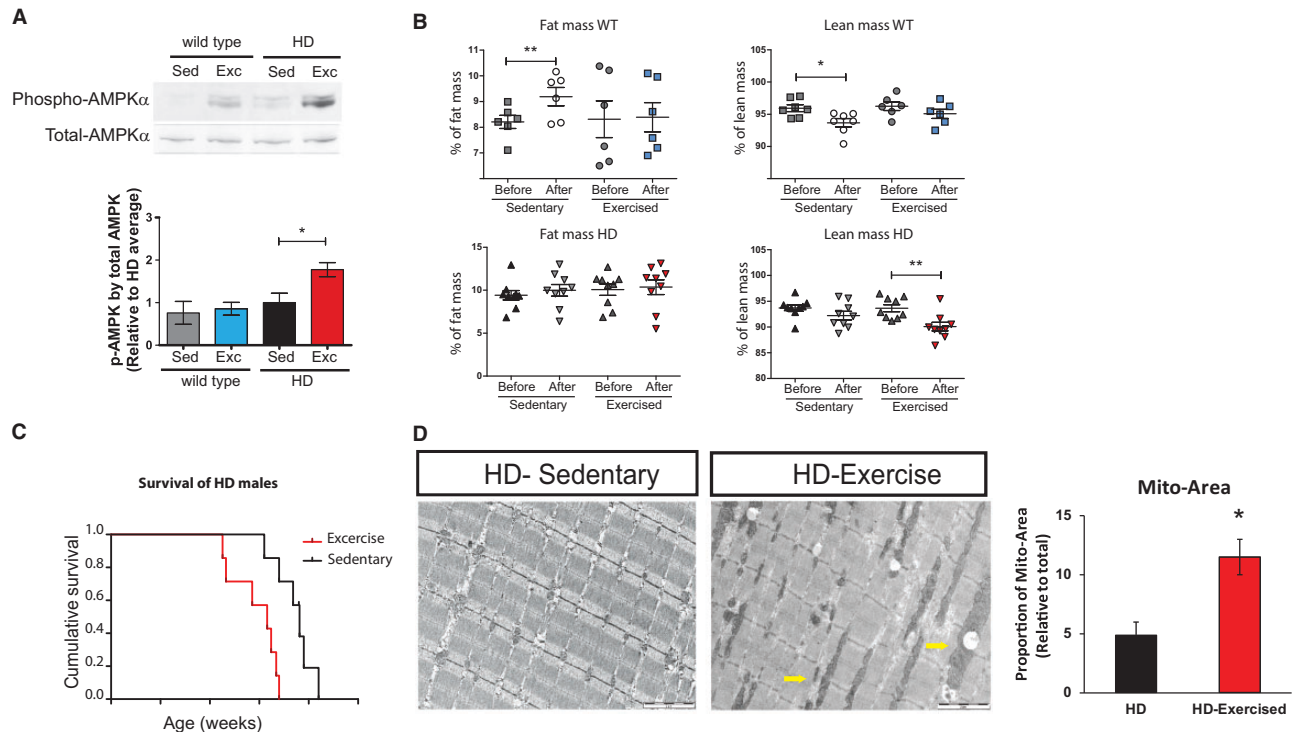 A
wild type HD
Sed Exc Sed Exc
Phospho-AMPKα
Total-AMPKα
p-AMPK by total AMPK
(Relative to HD average)
3
2
1
0
*
Sed Exc Sed Exc
wild type HD
B
Fat mass WT
% of fat mass
11
10
9
8
7
**
Before After Before After
Sedentary Exercised
Lean mass WT
% of lean mass
105
100
95
90
*
Before After Before After
Sedentary Exercised
Fat mass HD
% of fat mass
15
10
5
0
Before After Before After
Sedentary Exercised
Lean mass HD
% of lean mass
105
100
95
90
85
80
**
Before After Before After
Sedentary Exercised
C
Survival of HD males
Cumulative survival
1.0
0.8
0.6
0.4
0.2
0.0
Excercise
Sedentary
Age (weeks)
D
HD- Sedentary
HD-Exercise
Mito-Area
Proportion of Mito-Area
(Relative to total)
15
10
5
0
*
HD HD-Exercised